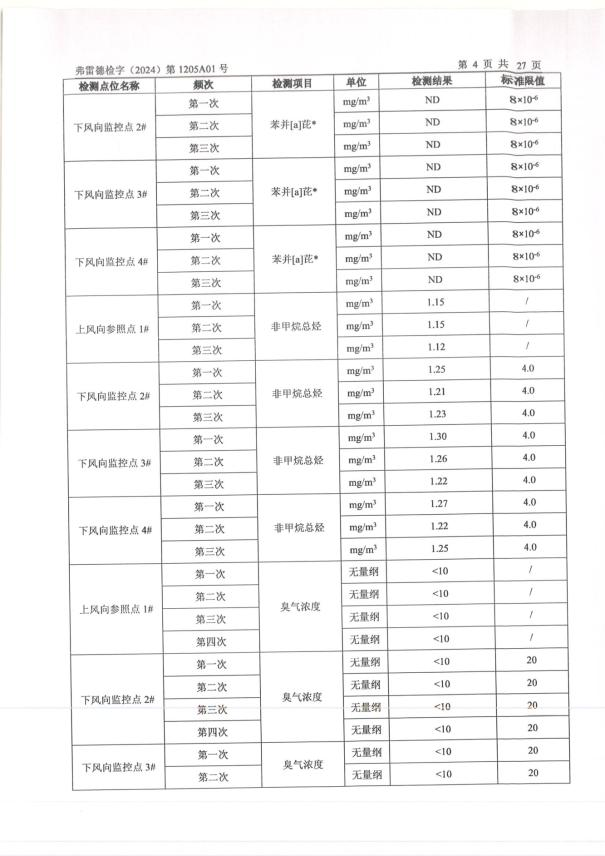 弗雷德检字（2024）第 1205A01 号
第 4 页 共 27 页
检测点位名称 频次 检测项目 单位 检测结果 标准限值
下风向监控点 2# 第一次 苯并[a]芘* mg/m³ ND 8×10⁻⁶
第二次 mg/m³ ND 8×10⁻⁶
第三次 mg/m³ ND 8×10⁻⁶
下风向监控点 3# 第一次 苯并[a]芘* mg/m³ ND 8×10⁻⁶
第二次 mg/m³ ND 8×10⁻⁶
第三次 mg/m³ ND 8×10⁻⁶
下风向监控点 4# 第一次 苯并[a]芘* mg/m³ ND 8×10⁻⁶
第二次 mg/m³ ND 8×10⁻⁶
第三次 mg/m³ ND 8×10⁻⁶
上风向参照点 1# 第一次 非甲烷总烃 mg/m³ 1.15 /
第二次 mg/m³ 1.15 /
第三次 mg/m³ 1.12 /
下风向监控点 2# 第一次 非甲烷总烃 mg/m³ 1.25 4.0
第二次 mg/m³ 1.21 4.0
第三次 mg/m³ 1.23 4.0
下风向监控点 3# 第一次 非甲烷总烃 mg/m³ 1.30 4.0
第二次 mg/m³ 1.26 4.0
第三次 mg/m³ 1.22 4.0
下风向监控点 4# 第一次 非甲烷总烃 mg/m³ 1.27 4.0
第二次 mg/m³ 1.22 4.0
第三次 mg/m³ 1.25 4.0
上风向参照点 1# 第一次 臭气浓度 无量纲 <10 /
第二次 无量纲 <10 /
第三次 无量纲 <10 /
第四次 无量纲 <10 /
下风向监控点 2# 第一次 臭气浓度 无量纲 <10 20
第二次 无量纲 <10 20
第三次 无量纲 <10 20
第四次 无量纲 <10 20
下风向监控点 3# 第一次 臭气浓度 无量纲 <10 20
第二次 无量纲 <10 20